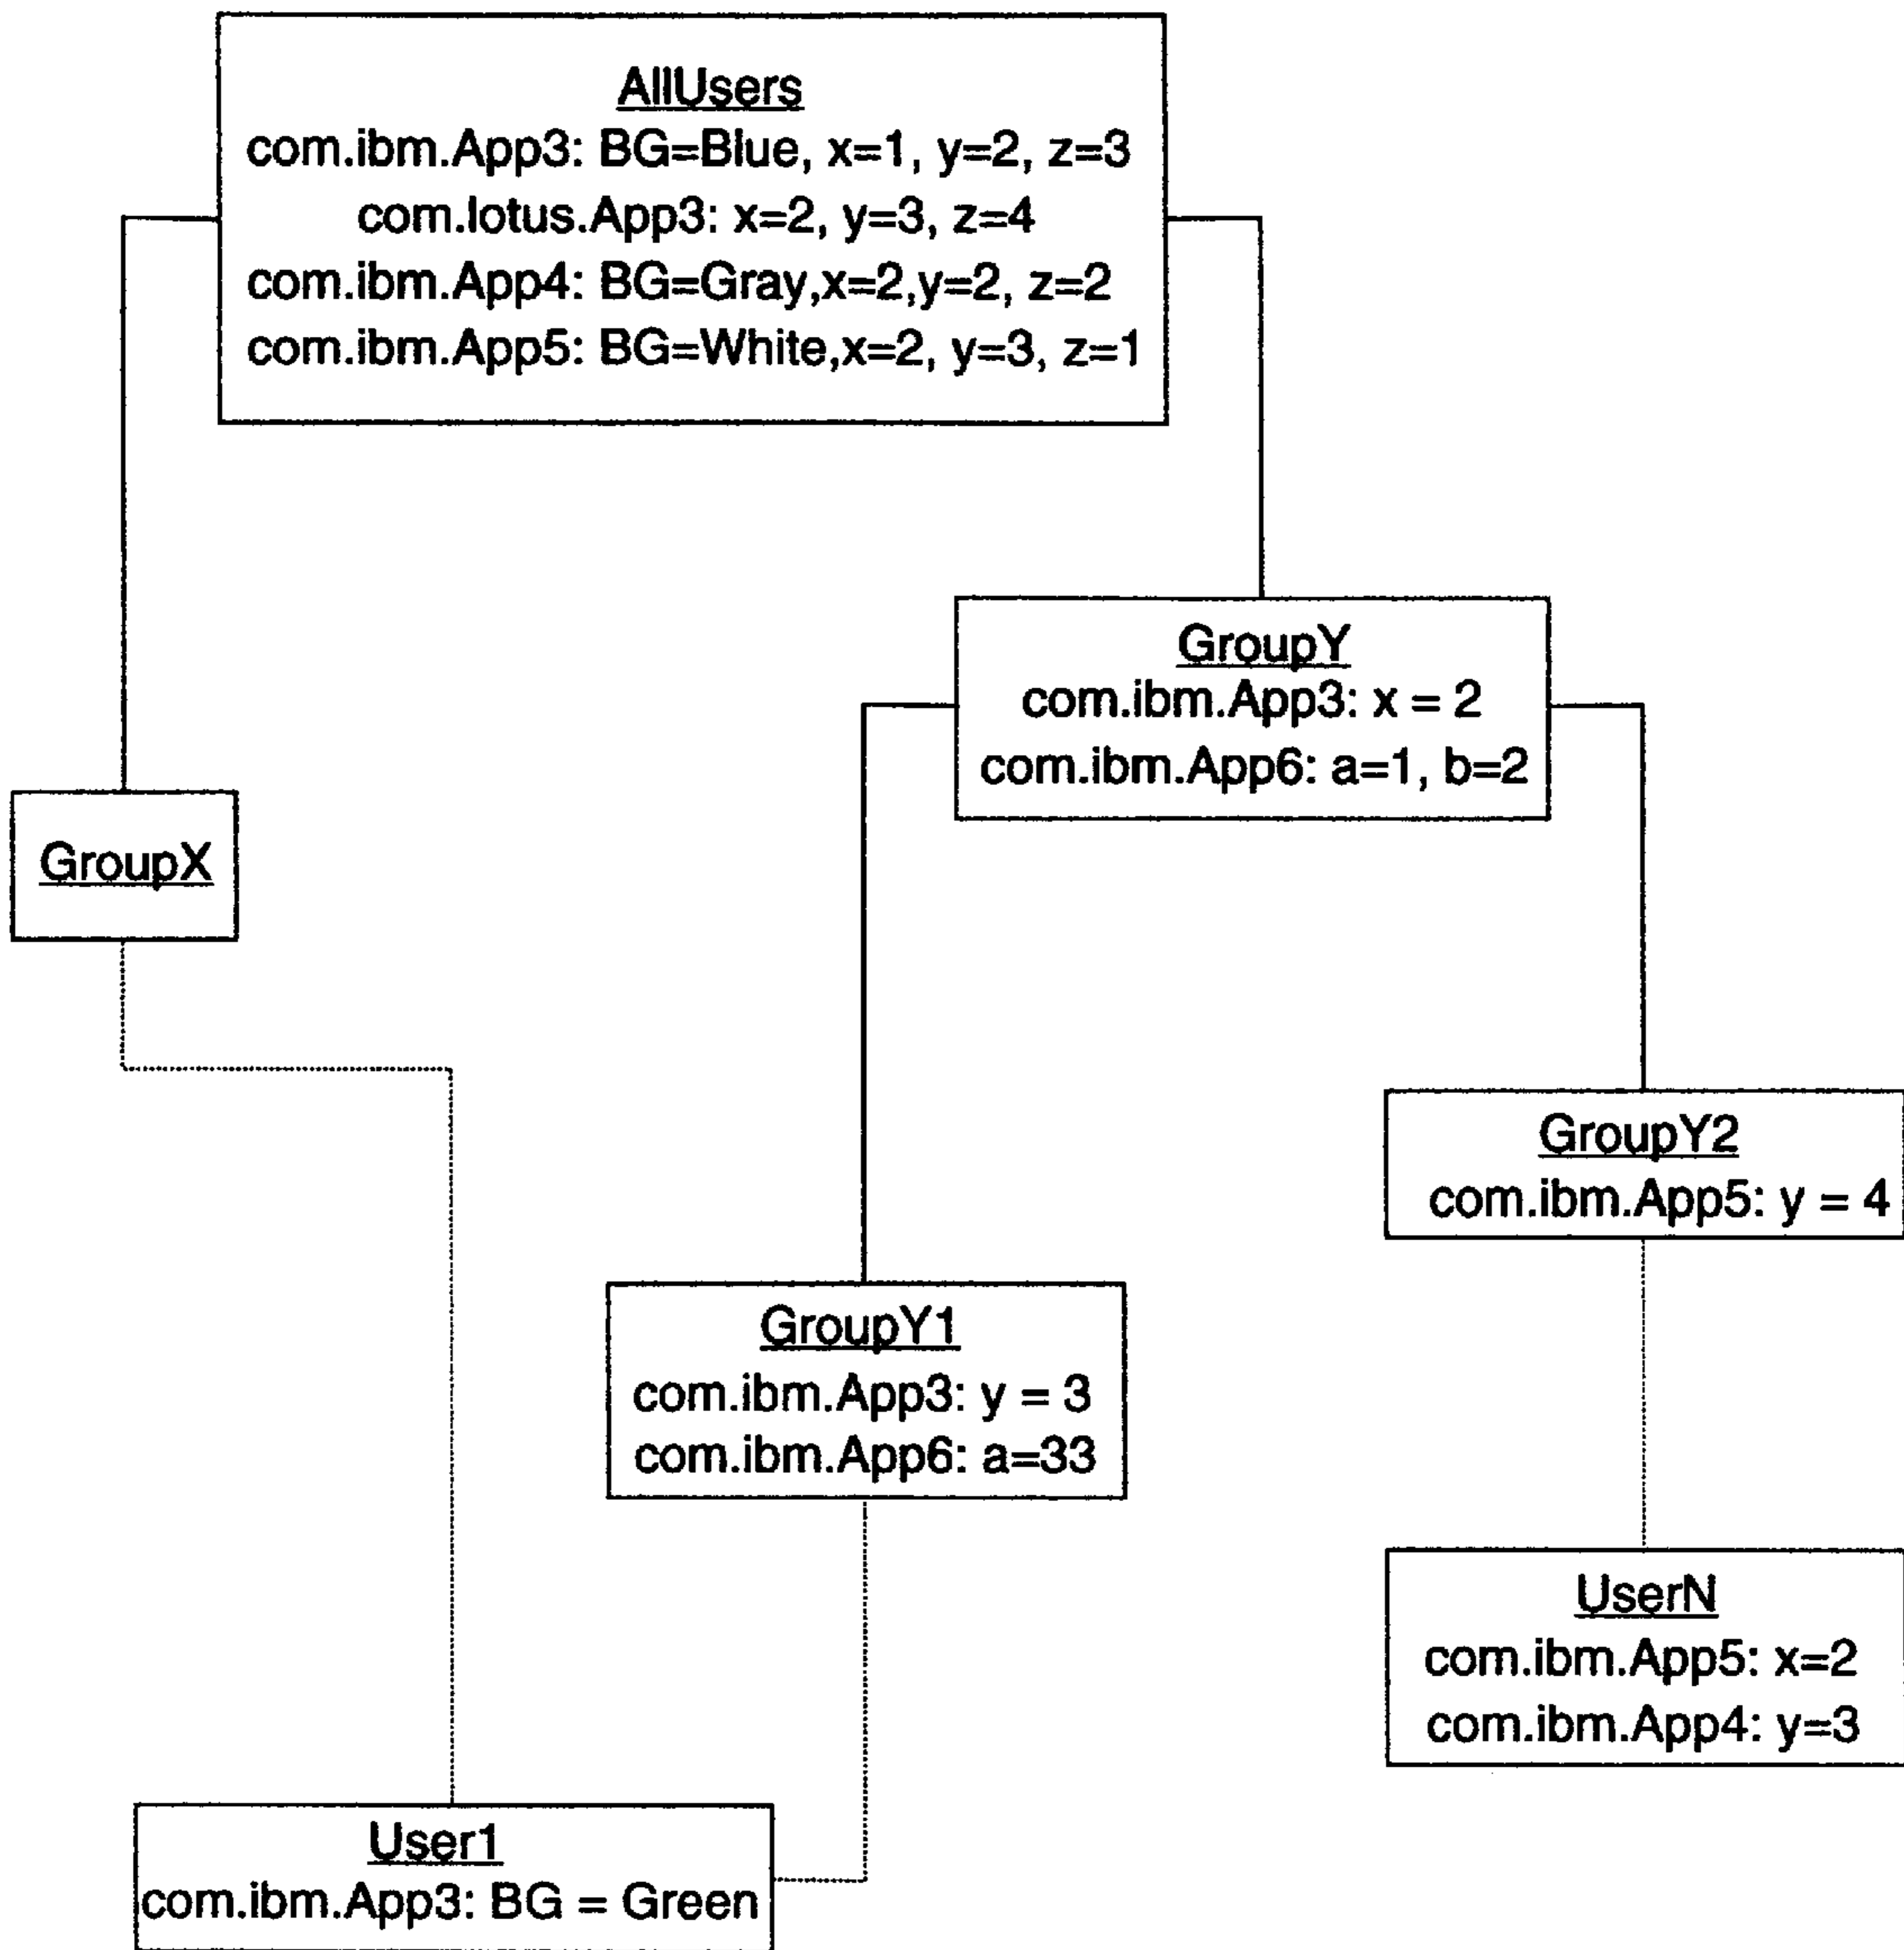 AllUsers
com.ibm.App3: BG=Blue, x=1, y=2, z=3
com.lotus.App3: x=2, y=3, z=4
com.ibm.App4: BG=Gray,x=2,y=2, z=2
com.ibm.App5: BG=White,x=2, y=3, z=1
GroupY
com.ibm.App3: x = 2
com.ibm.App6: a=1, b=2
GroupX
GroupY2
com.ibm.App5: y = 4
GroupY1
com.ibm.App3: y = 3
com.ibm.App6: a=33
UserN
com.ibm.App5: x=2
com.ibm.App4: y=3
User1
com.ibm.App3: BG = Green